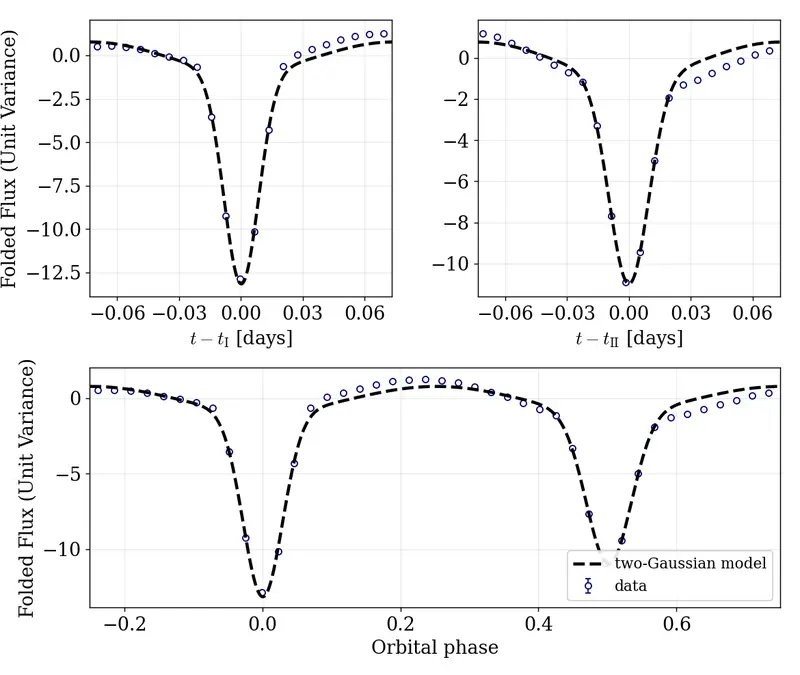 Folded Flux (Unit Variance)
0.0
−2.5
−5.0
−7.5
−10.0
−12.5
−0.06 −0.03 0.00 0.03 0.06
t − tI [days]
0
−2
−4
−6
−8
−10
−0.06 −0.03 0.00 0.03 0.06
t − tII [days]
Folded Flux (Unit Variance)
0
−5
−10
two-Gaussian model
data
−0.2 0.0 0.2 0.4 0.6
Orbital phase